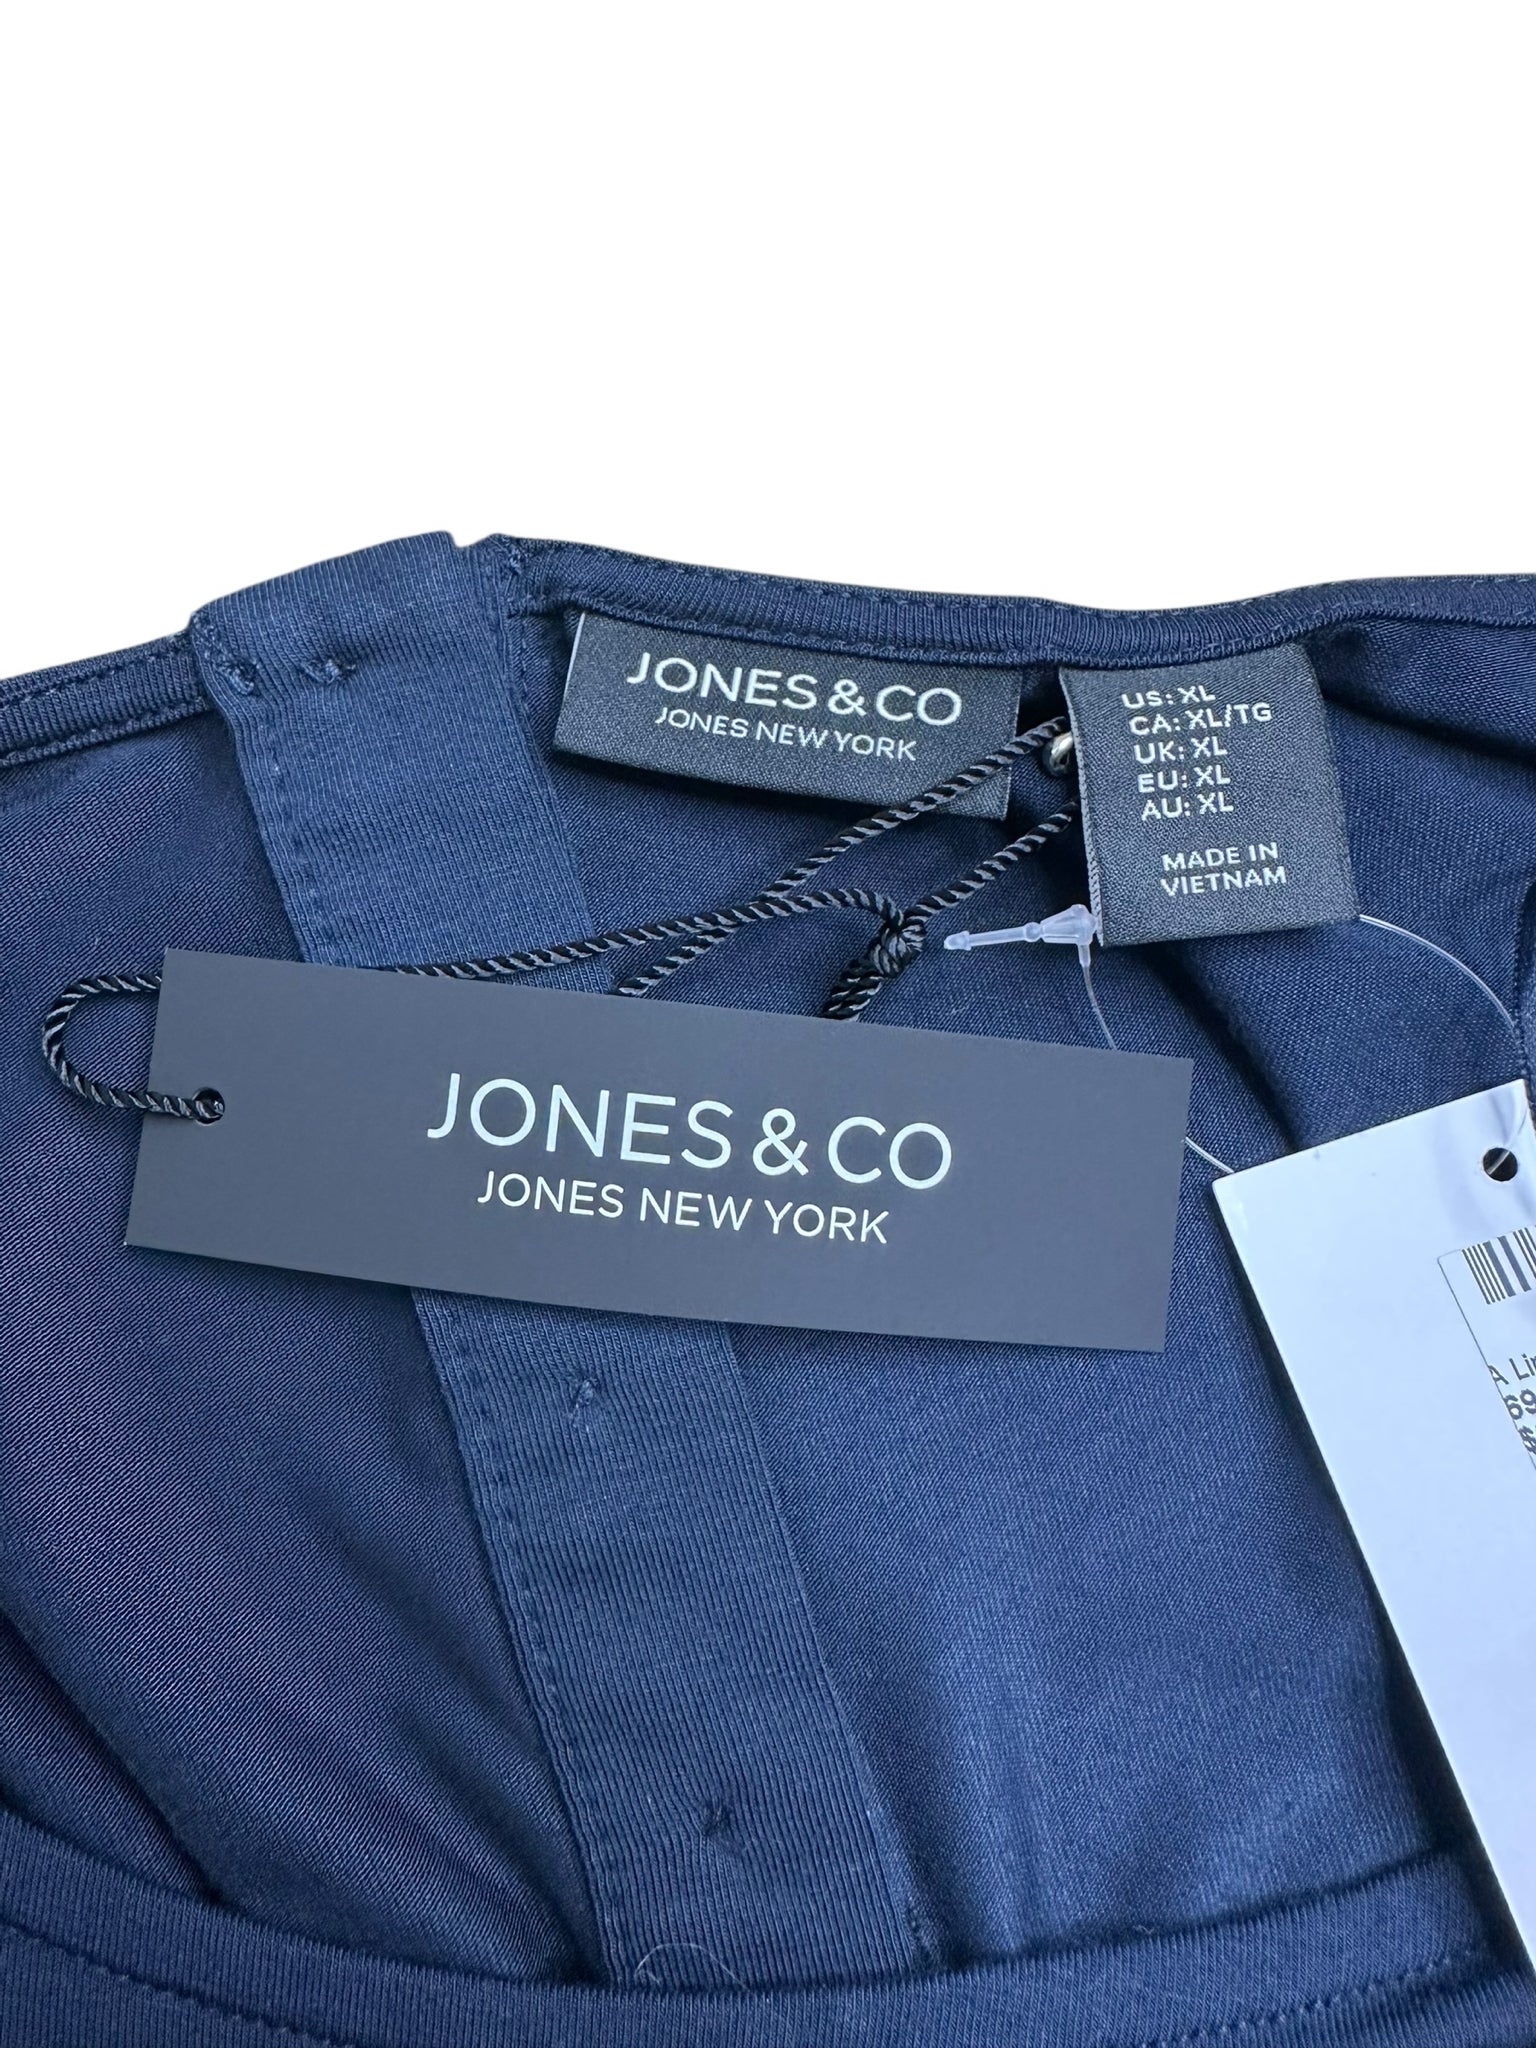 JONES & CO
JONES NEW YORK
US: XL
CA: XL/TG
UK: XL
EU: XL
AU: XL
MADE IN
VIETNAM
JONES & CO
JONES NEW YORK
A
69
$